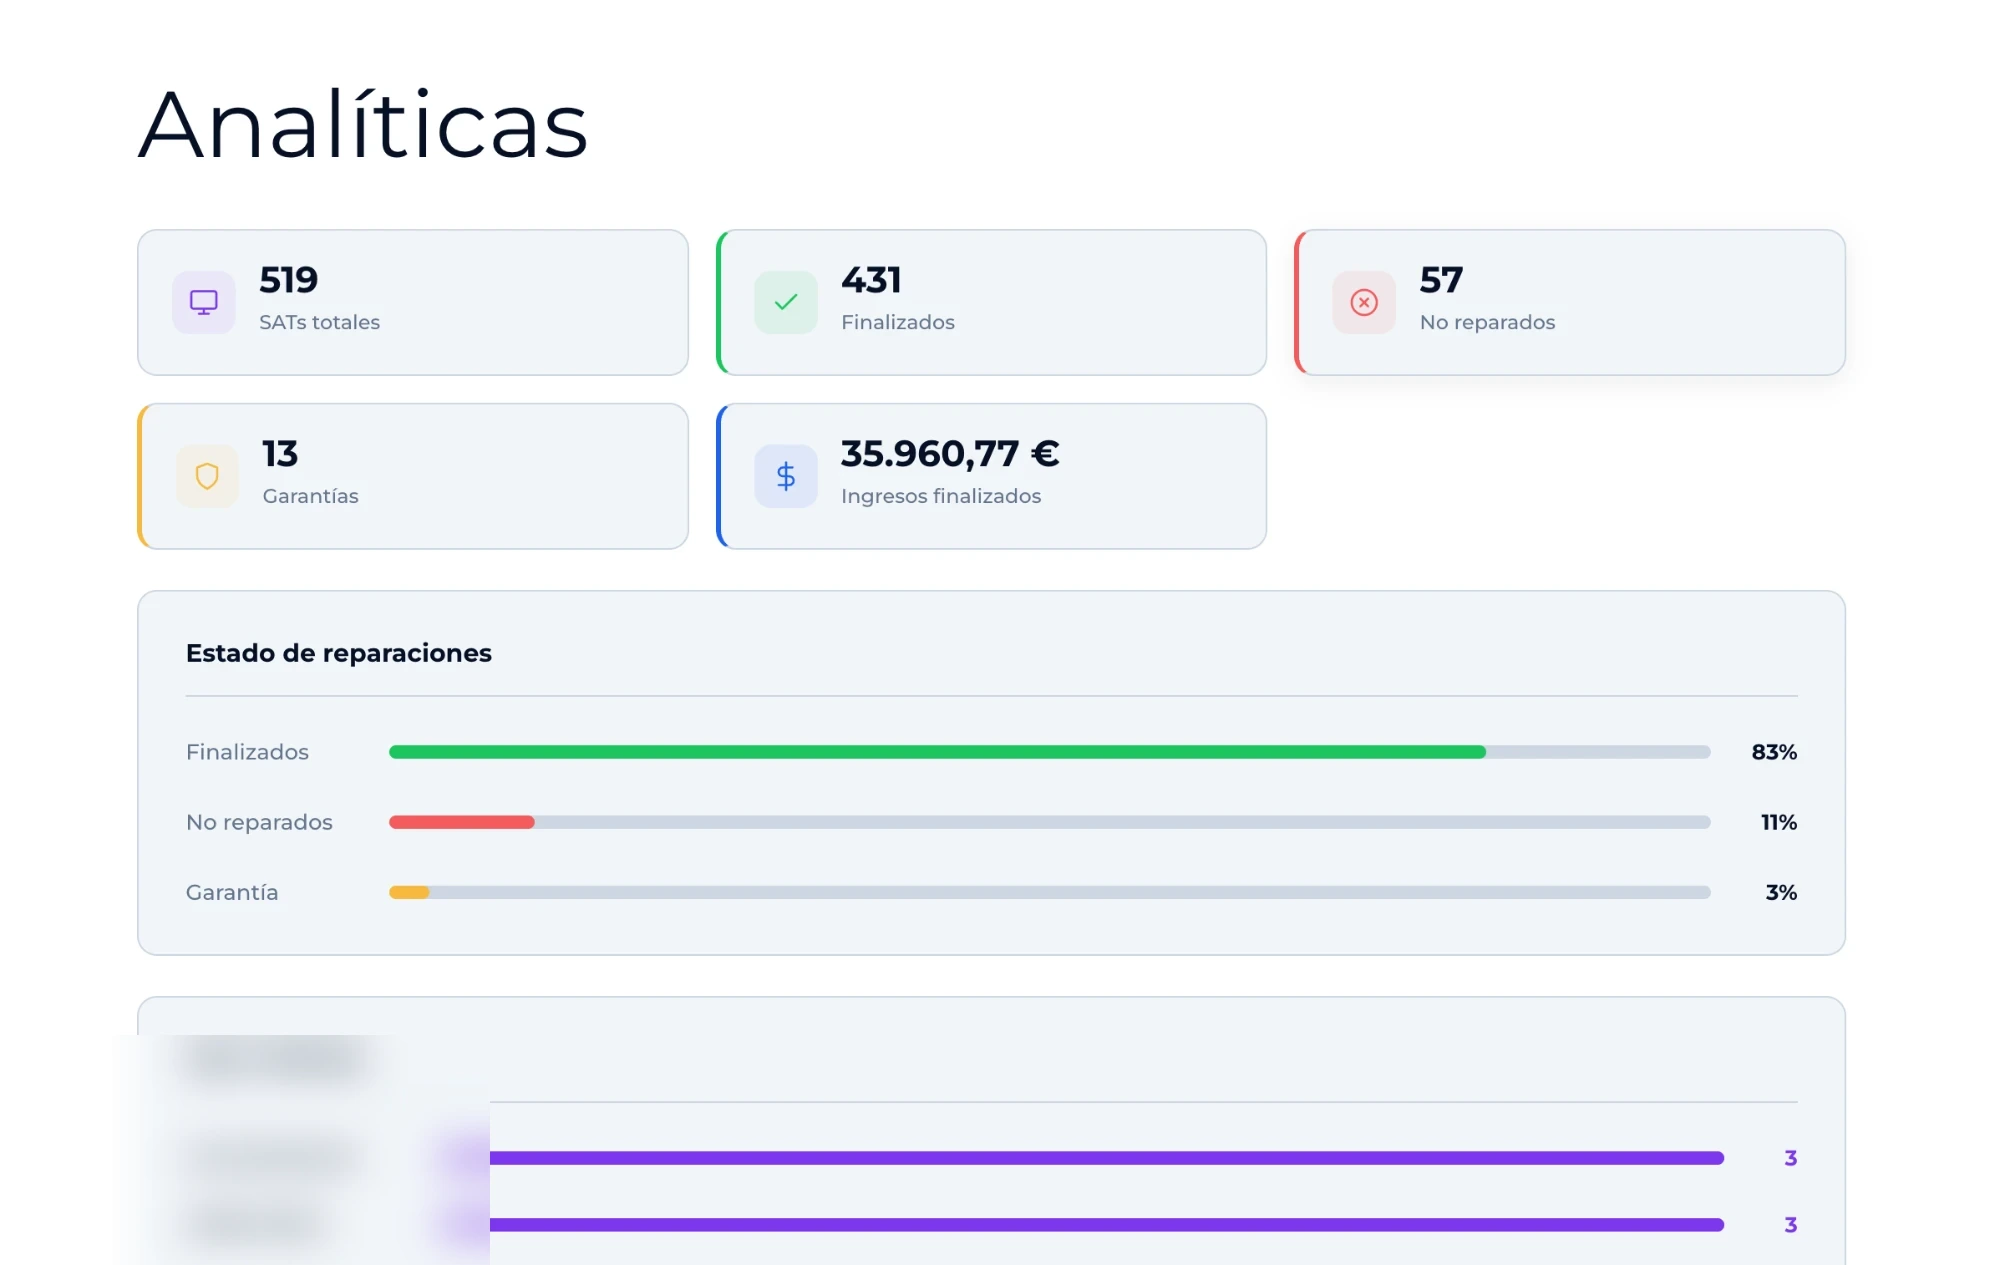 Analíticas
519
SATs totales
431
Finalizados
57
No reparados
13
Garantías
35.960,77 €
Ingresos finalizados
Estado de reparaciones
Finalizados 83%
No reparados 11%
Garantía 3%
3
3